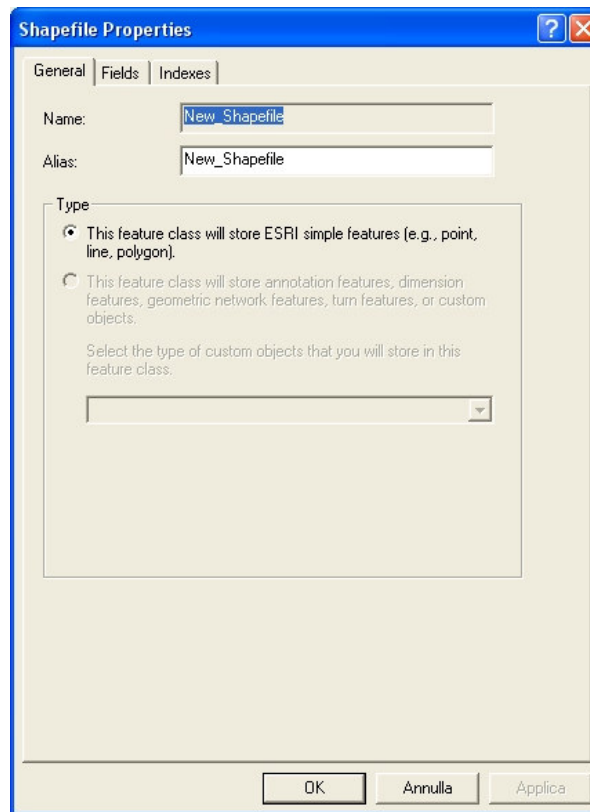 Shapefile Properties
General Fields Indexes
Name: New_Shapefile
Alias: New_Shapefile
Type
This feature class will store ESRI simple features (e.g., point,
line, polygon).
This feature class will store annotation features, dimension
features, geometric network features, turn features, or custom
objects.
Select the type of custom objects that you will store in this
feature class.
OK Annulla Applica